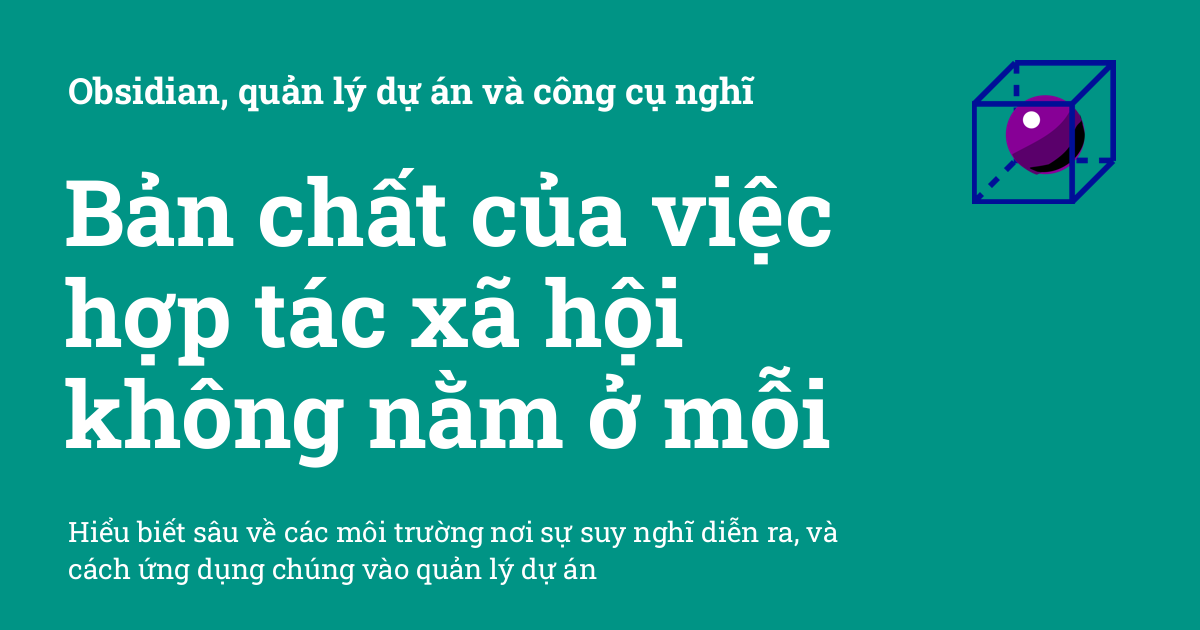 Obsidian, quản lý dự án và công cụ nghĩ
Bản chất của việc
hợp tác xã hội
không nằm ở mỗi
Hiểu biết sâu về các môi trường nơi sự suy nghĩ diễn ra, và
cách ứng dụng chúng vào quản lý dự án